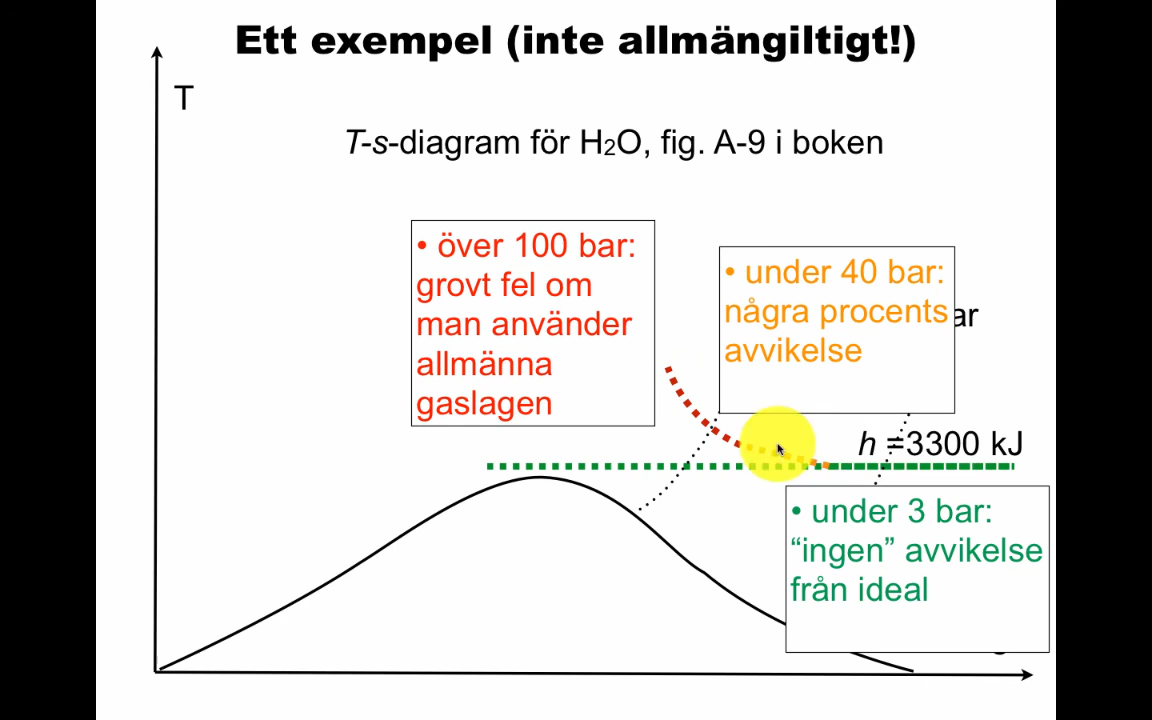 Ett exempel (inte allmängiltigt!)
T
T-s-diagram för H2O, fig. A-9 i boken
• över 100 bar:
grovt fel om
man använder
allmänna
gaslagen
• under 40 bar:
några procents
avvikelse
ar
h =3300 kJ
• under 3 bar:
“ingen” avvikelse
från ideal